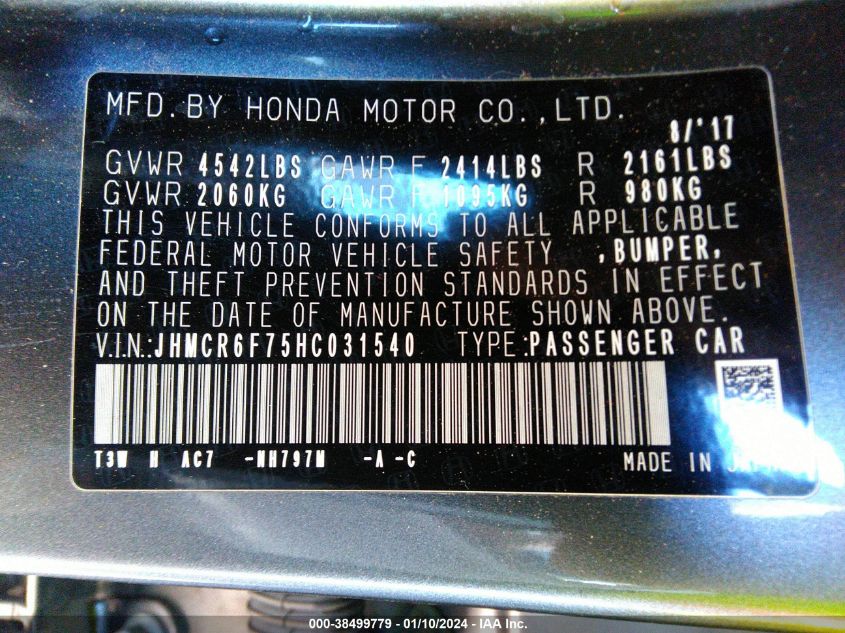 MFD. BY HONDA MOTOR CO., LTD.
8/'17
GVWR 4542LBS GAWR F 2414LBS R 2161LBS
GVWR 2060KG GAWR F 1095KG R 980KG
THIS VEHICLE CONFORMS TO ALL APPLICABLE
FEDERAL MOTOR VEHICLE SAFETY , BUMPER,
AND THEFT PREVENTION STANDARDS IN EFFECT
ON THE DATE OF MANUFACTURE SHOWN ABOVE.
V.I.N.:JHMCR6F75HC031540 TYPE:PASSENGER CAR
T3W H AC7 -NH797M -A -C
MADE IN JAPAN
000-38499779 - 01/10/2024 - IAA Inc.